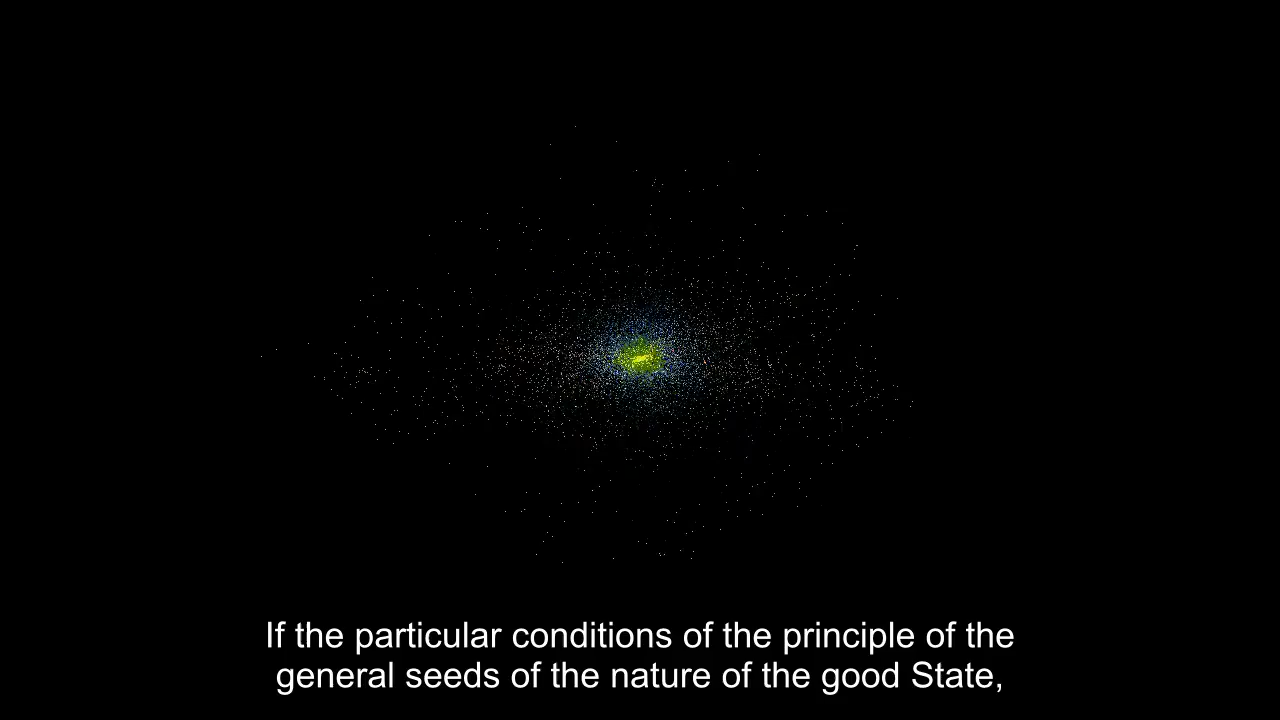 If the particular conditions of the principle of the
general seeds of the nature of the good State,